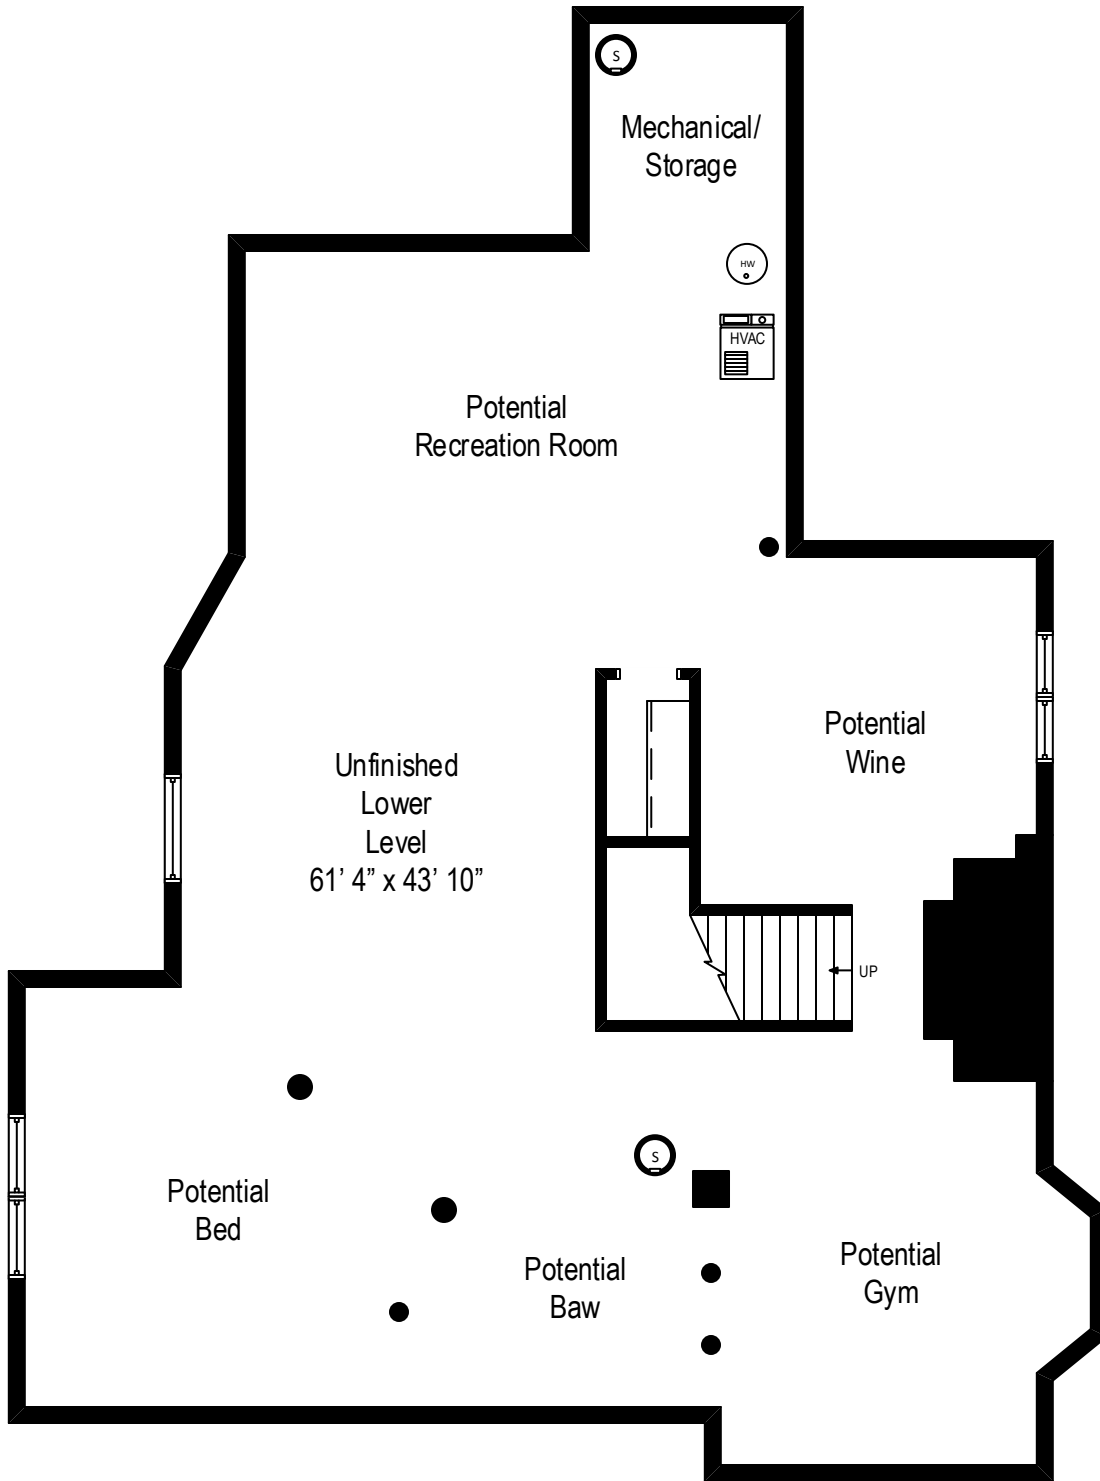 S
Mechanical/
Storage
HW
HVAC
Potential
Recreation Room
Potential
Wine
Unfinished
Lower
Level
61’ 4” x 43’ 10”
UP
S
Potential
Bed
Potential
Gym
Potential
Baw